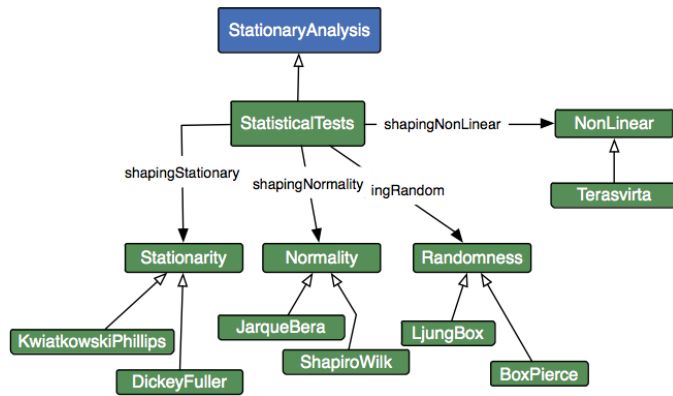 StationaryAnalysis
StatisticalTests
shapingNonLinear
NonLinear
shapingStationary
shapingNormality
ingRandom
Terasvirta
Stationarity
Normality
Randomness
KwiatkowskiPhillips
JarqueBera
LjungBox
DickeyFuller
ShapiroWilk
BoxPierce